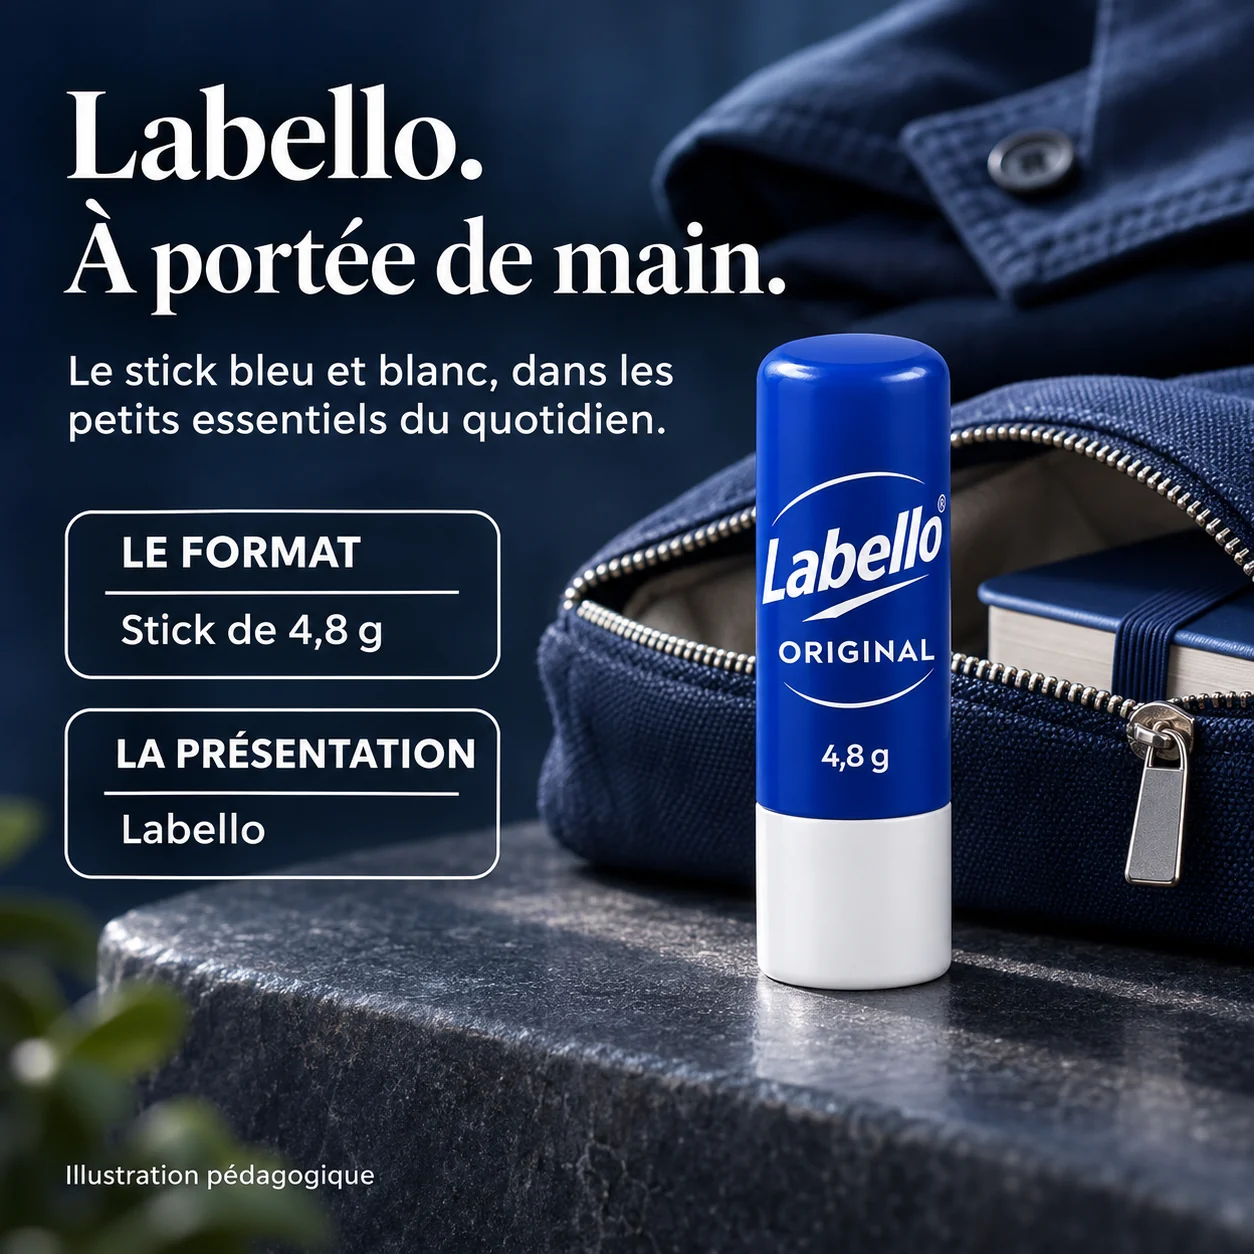 Labello.
À portée de main.
Le stick bleu et blanc, dans les
petits essentiels du quotidien.
LE FORMAT
Stick de 4,8 g
LA PRÉSENTATION
Labello
Labello®
ORIGINAL
4,8 g
Illustration pédagogique